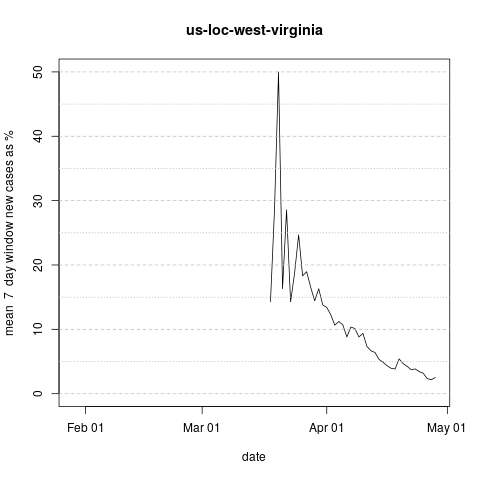 us-loc-west-virginia
mean 7 day window new cases as %
50
40
30
20
10
0
Feb 01
Mar 01
Apr 01
May 01
date